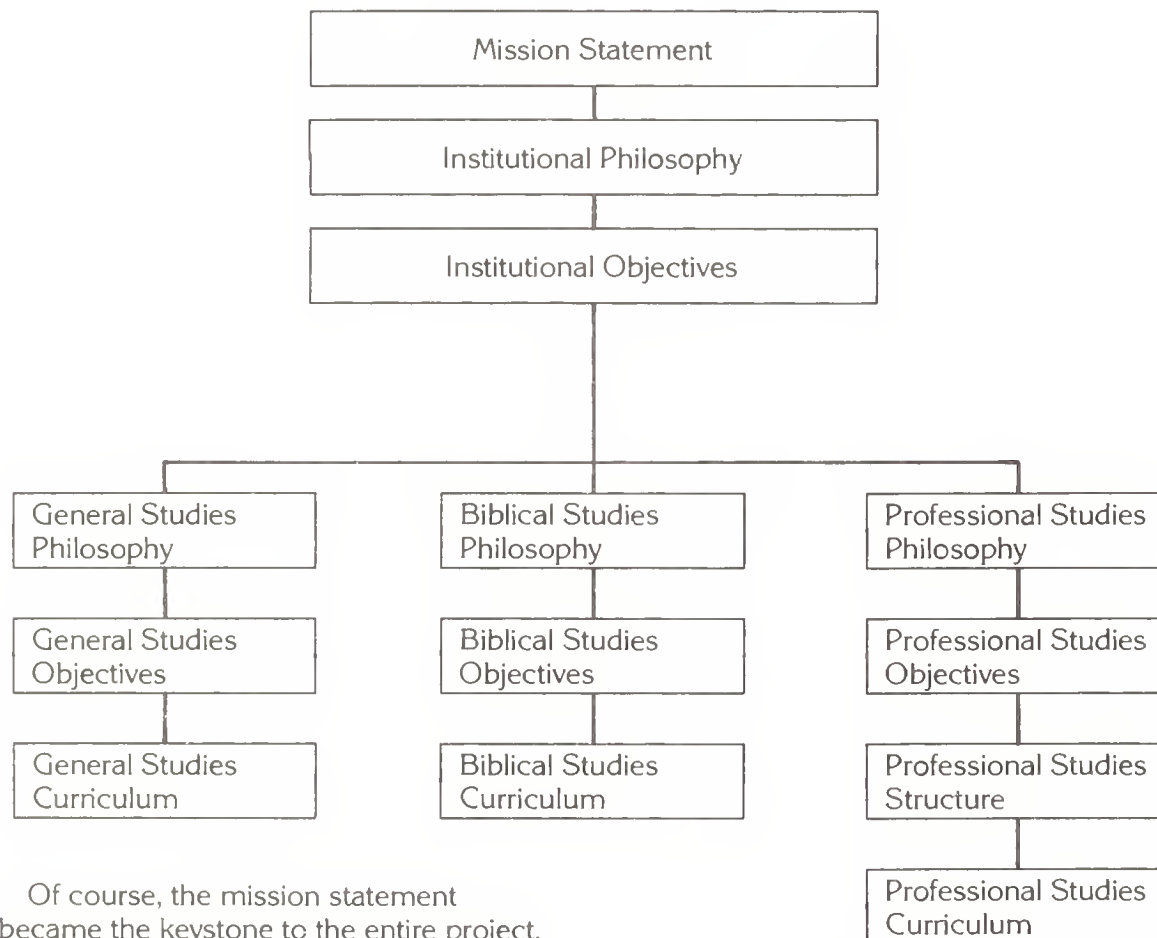 Mission Statement
Institutional Philosophy
Institutional Objectives
General Studies
Philosophy
General Studies
Objectives
General Studies
Curriculum
Biblical Studies
Philosophy
Biblical Studies
Objectives
Biblical Studies
Curriculum
Professional Studies
Philosophy
Professional Studies
Objectives
Professional Studies
Structure
Professional Studies
Curriculum
Of course, the mission statement
became the keystone to the entire project.